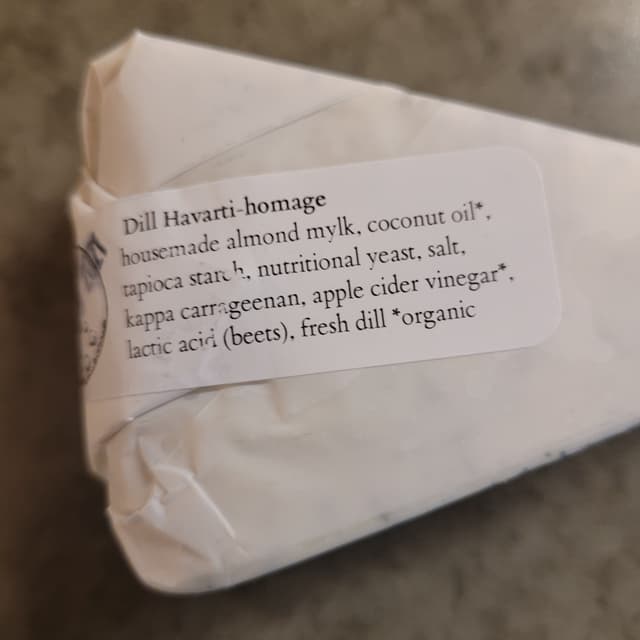 Dill Havarti-homage
housemade almond mylk, coconut oil*,
tapioca starch, nutritional yeast, salt,
kappa carrageenan, apple cider vinegar*,
lactic acid (beets), fresh dill *organic